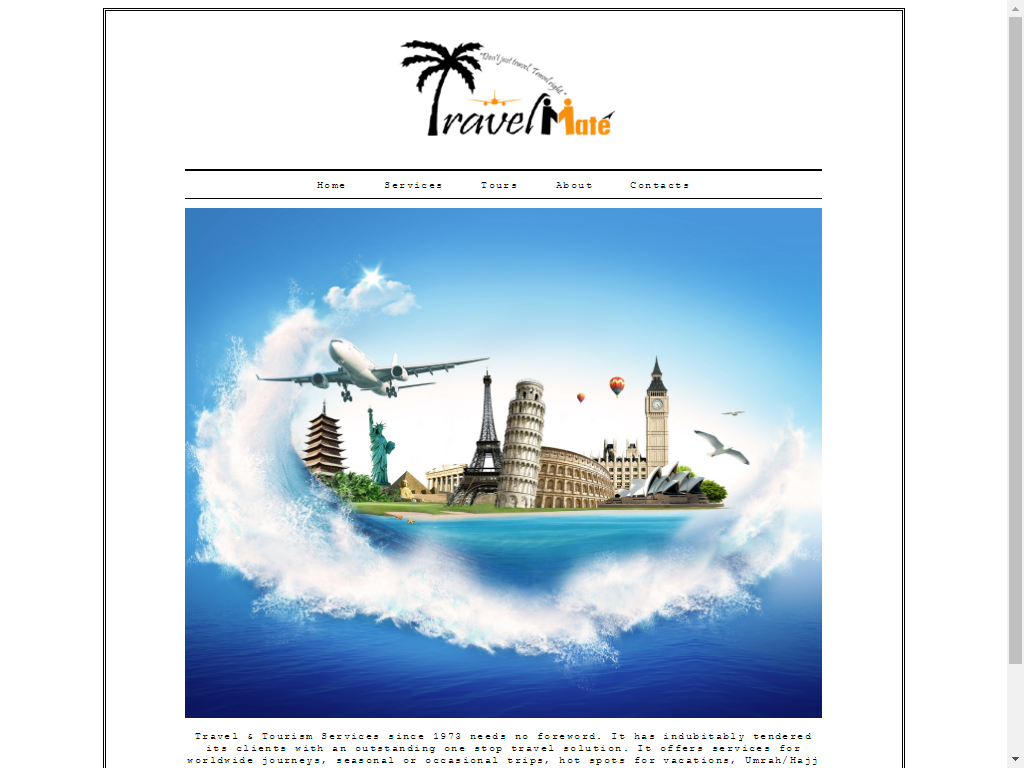 "Don't just travel, Travel right."
TravelMate
Home Services Tours About Contacts
Travel & Tourism Services since 1973 needs no foreword. It has indubitably tendered
its clients with an outstanding one stop travel solution. It offers services for
worldwide journeys, seasonal or occasional trips, hot spots for vacations, Umrah/Hajj